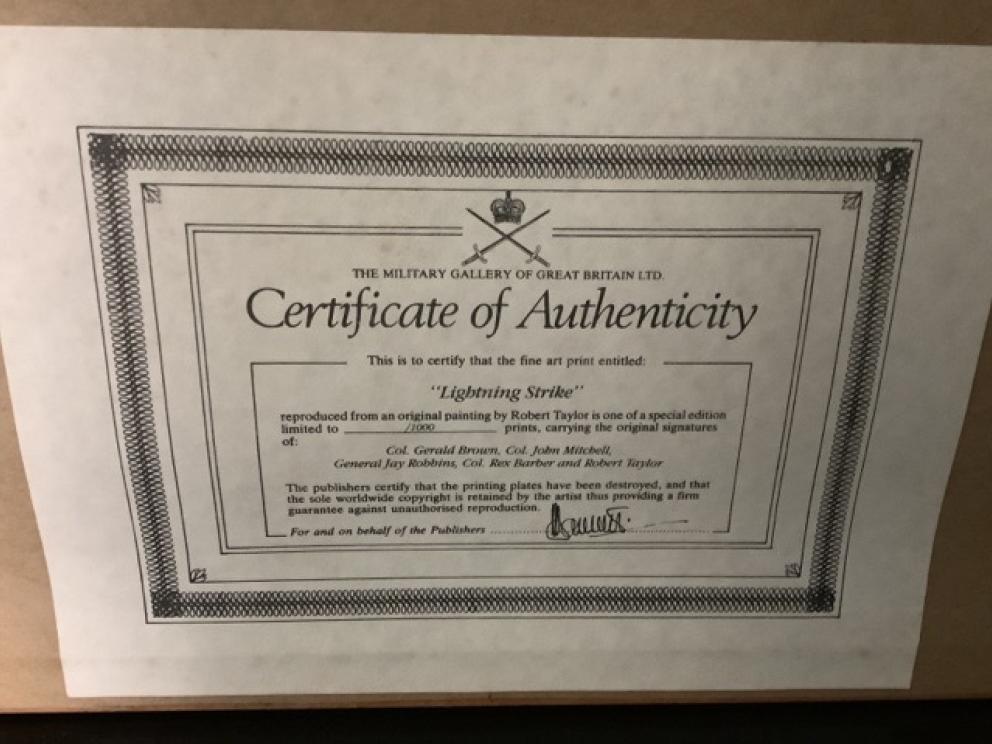 THE MILITARY GALLERY OF GREAT BRITAIN LTD.
Certificate of Authenticity
This is to certify that the fine art print entitled:
"Lightning Strike"
reproduced from an original painting by Robert Taylor is one of a special edition
limited to /1000 prints, carrying the original signatures
of:
Col. Gerald Brown, Col. John Mitchell,
General Jay Robbins, Col. Rex Barber and Robert Taylor
The publishers certify that the printing plates have been destroyed, and that
the sole worldwide copyright is retained by the artist thus providing a firm
guarantee against unauthorised reproduction.
For and on behalf of the Publishers